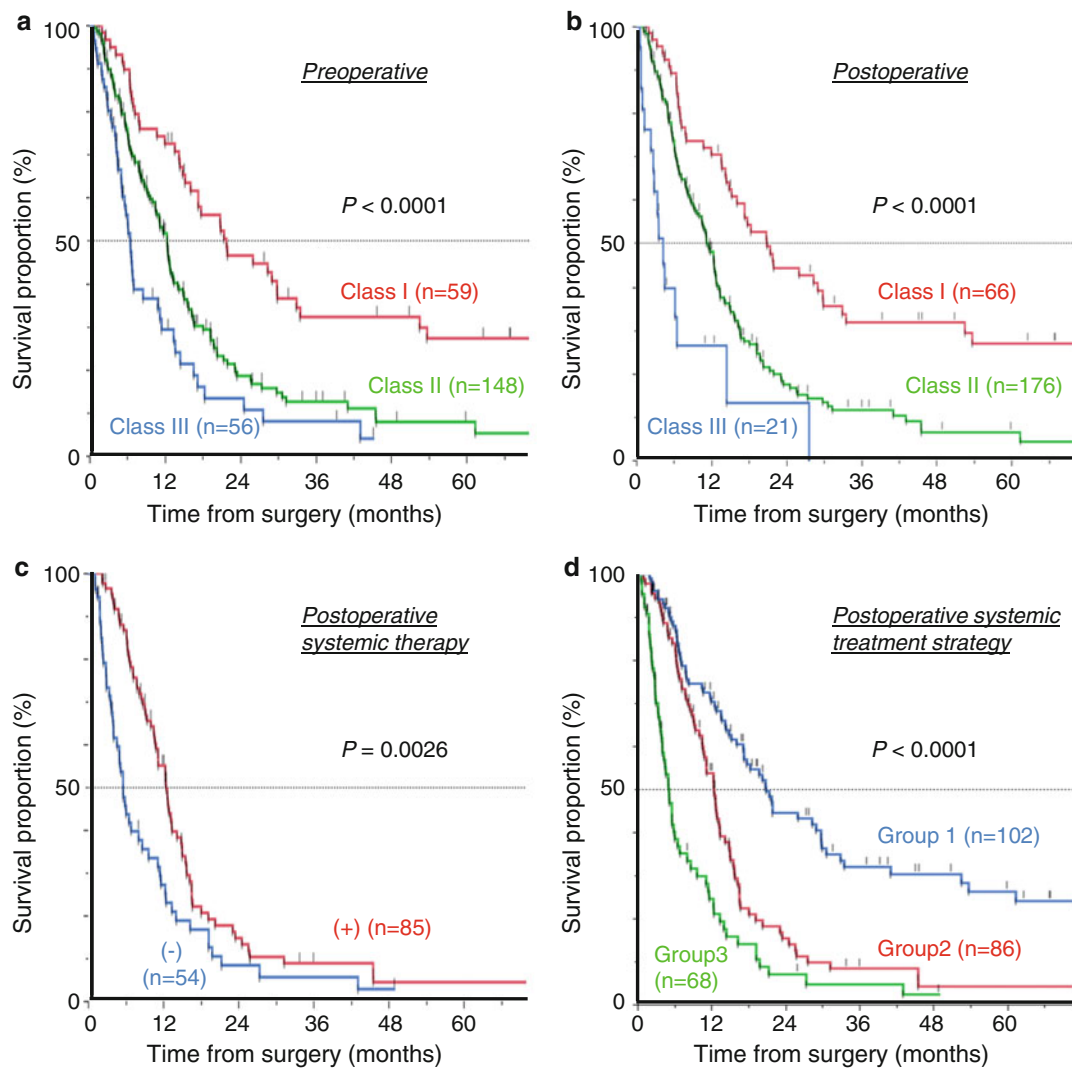 a
100
Preoperative
P < 0.0001
50
Class I (n=59)
Class II (n=148)
Class III (n=56)
0
0 12 24 36 48 60
Time from surgery (months)
Survival proportion (%)
b
100
Postoperative
P < 0.0001
50
Class I (n=66)
Class II (n=176)
Class III (n=21)
0
0 12 24 36 48 60
Time from surgery (months)
Survival proportion (%)
c
100
Postoperative
systemic therapy
P = 0.0026
50
(+) (n=85)
(-)
(n=54)
0
0 12 24 36 48 60
Time from surgery (months)
Survival proportion (%)
d
100
Postoperative systemic
treatment strategy
P < 0.0001
50
Group 1 (n=102)
Group2 (n=86)
Group3
(n=68)
0
0 12 24 36 48 60
Time from surgery (months)
Survival proportion (%)